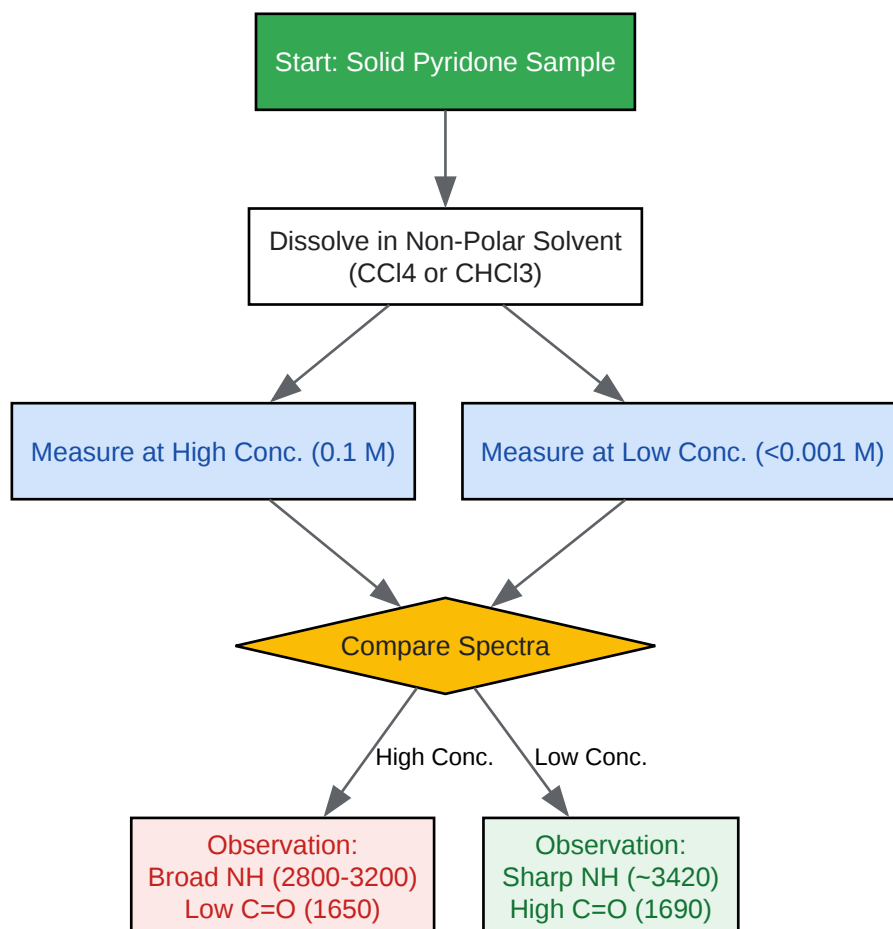 Start: Solid Pyridone Sample
Dissolve in Non-Polar Solvent
(CCl4 or CHCl3)
Measure at High Conc. (0.1 M)
Measure at Low Conc. (<0.001 M)
Compare Spectra
High Conc.
Low Conc.
Observation:
Broad NH (2800-3200)
Low C=O (1650)
Observation:
Sharp NH (~3420)
High C=O (1690)